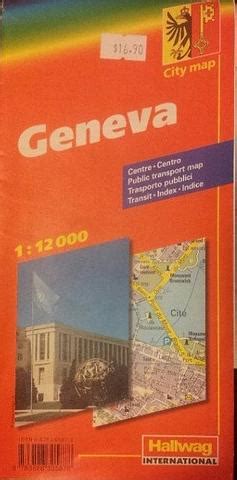 $16.90
City map
Geneva
Centre • Centro
Public transport map
Trasporto pubblici
Transit • Index • Indice
1 : 12 000
Cité
Hallwag
INTERNATIONAL